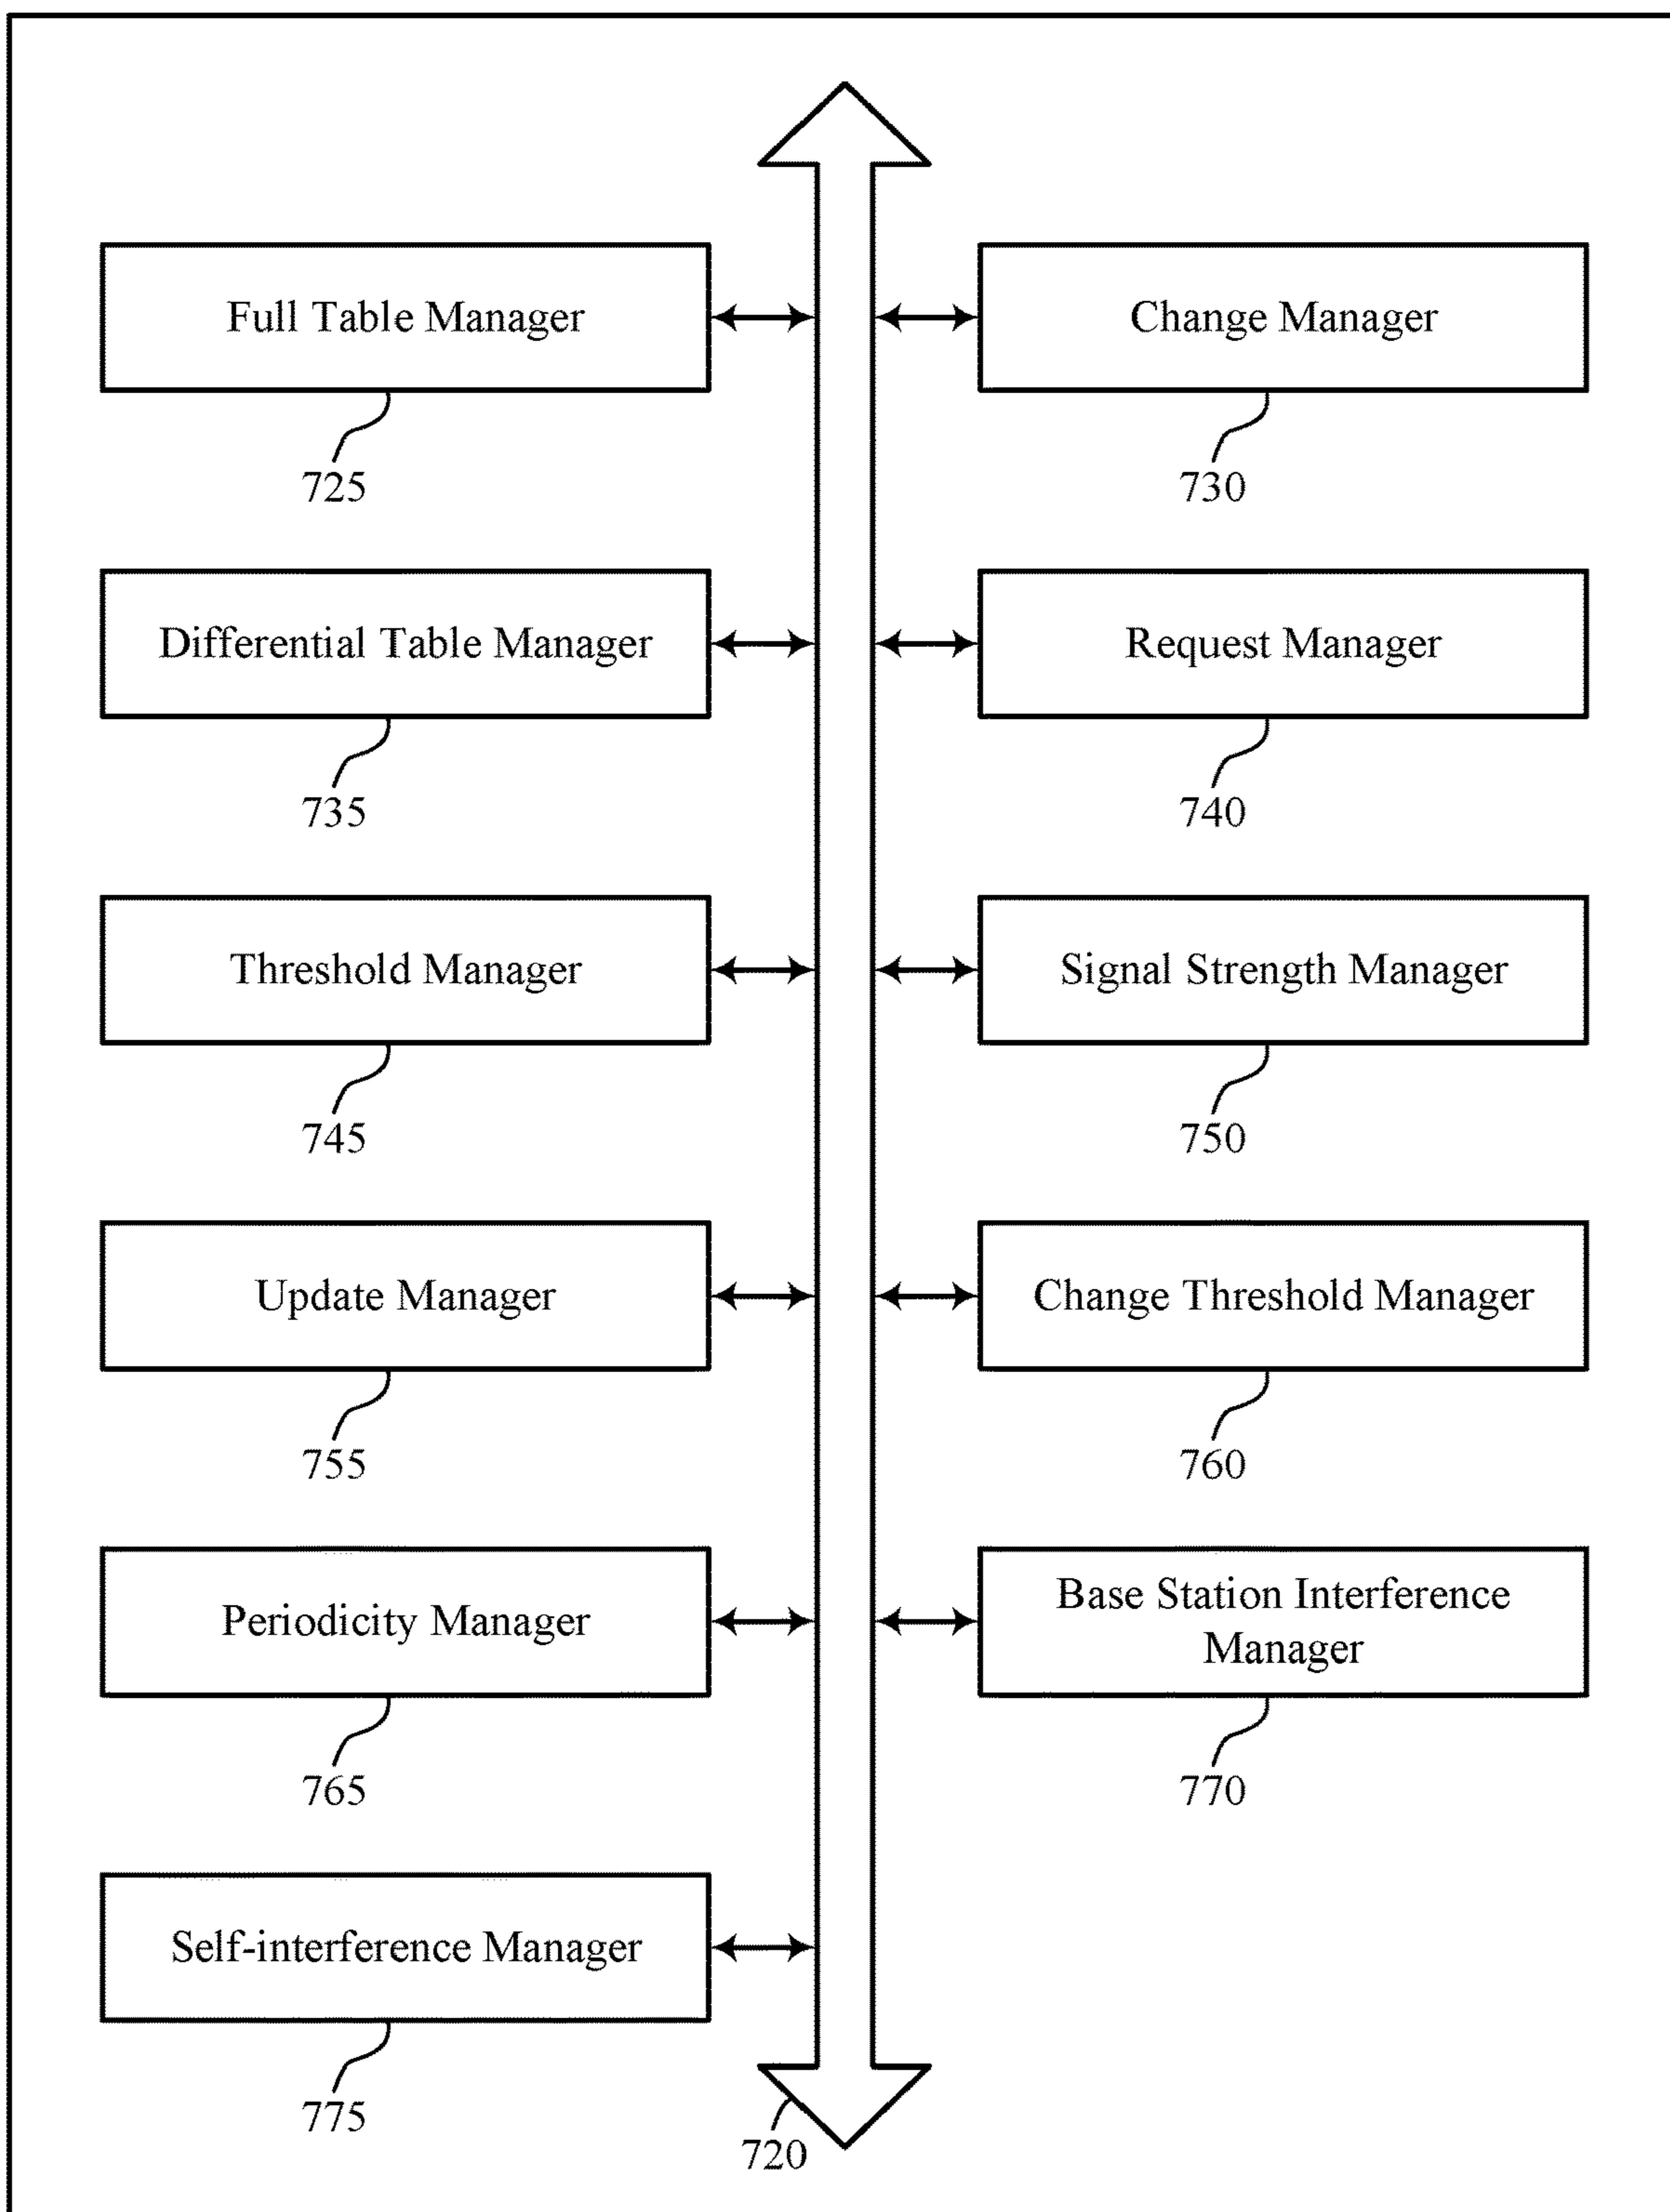 Full Table Manager
Change Manager
725
730
Differential Table Manager
Request Manager
735
740
Threshold Manager
Signal Strength Manager
745
750
Update Manager
Change Threshold Manager
755
760
Periodicity Manager
Base Station Interference
Manager
765
770
Self-interference Manager
775
720